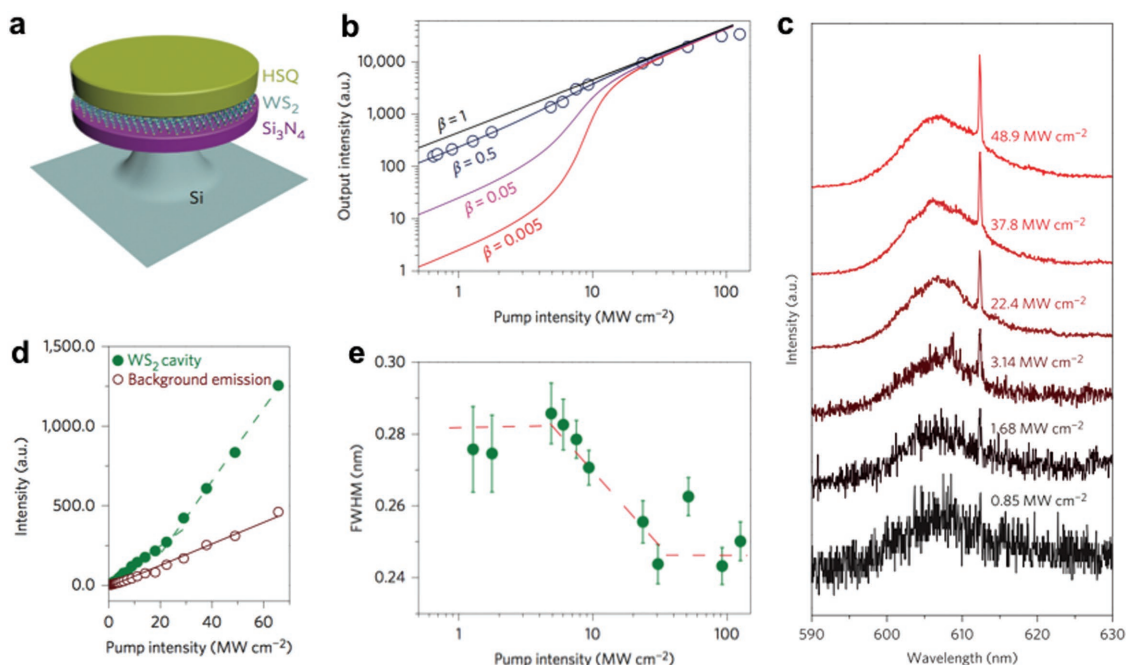 a
HSQ
WS₂
Si₃N₄
Si
b
Output intensity (a.u.)
10,000
1,000
100
10
1
β = 1
β = 0.5
β = 0.05
β = 0.005
1 10 100
Pump intensity (MW cm⁻²)
c
Intensity (a.u.)
48.9 MW cm⁻²
37.8 MW cm⁻²
22.4 MW cm⁻²
3.14 MW cm⁻²
1.68 MW cm⁻²
0.85 MW cm⁻²
590 600 610 620 630
Wavelength (nm)
d
Intensity (a.u.)
1,500.0
1,000.0
500.0
0.0
WS₂ cavity
Background emission
0 20 40 60
Pump intensity (MW cm⁻²)
e
FWHM (nm)
0.30
0.28
0.26
0.24
1 10 100
Pump intensity (MW cm⁻²)